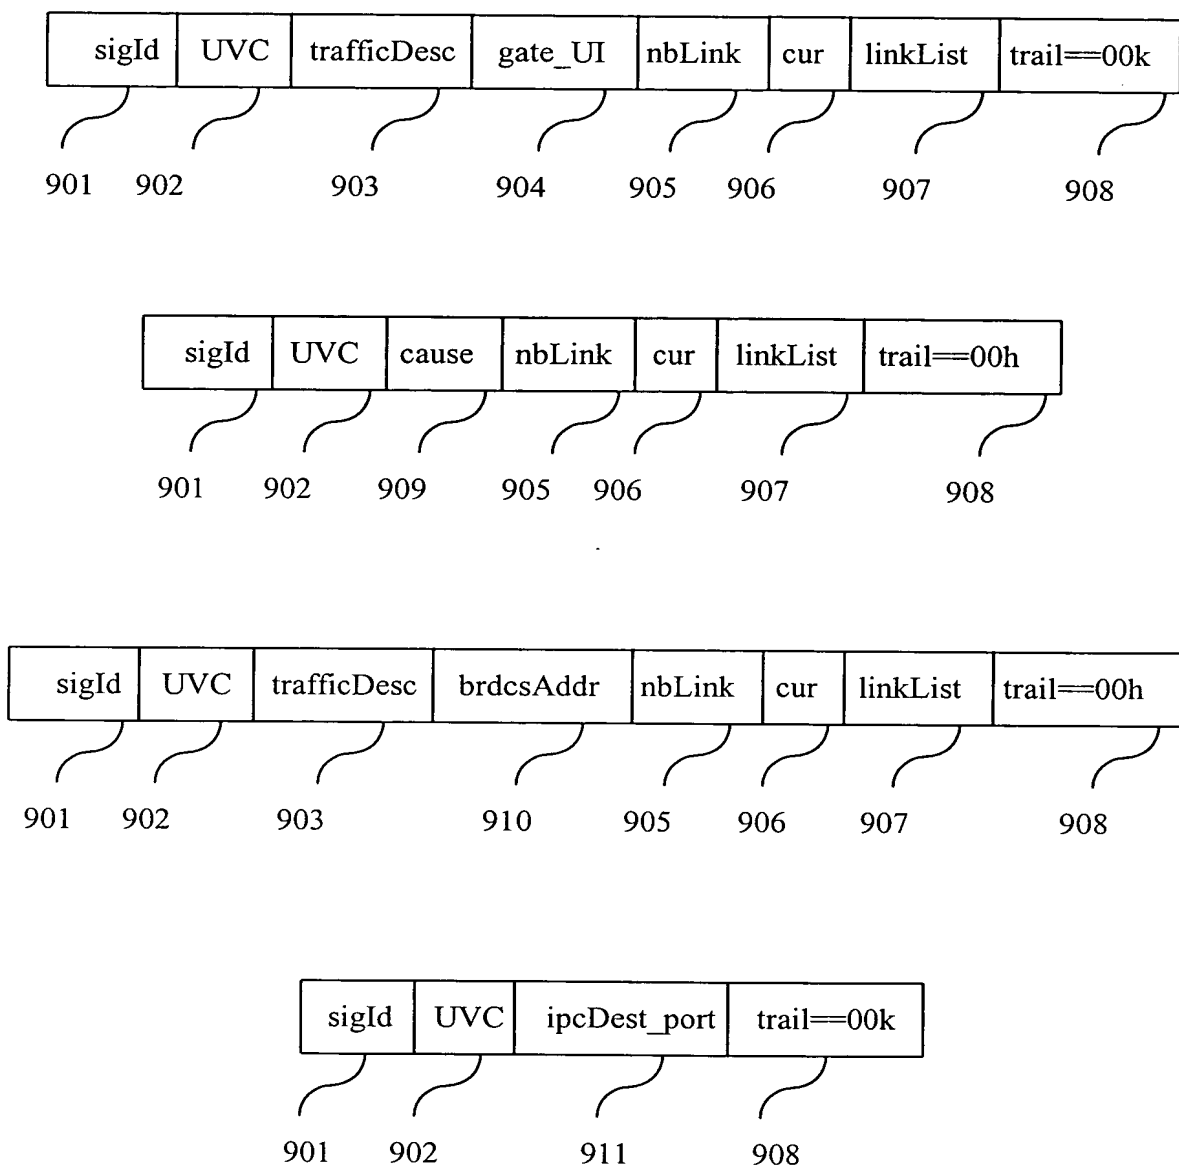 sigId UVC trafficDesc gate_UI nbLink cur linkList trail==00k
901 902 903 904 905 906 907 908
sigId UVC cause nbLink cur linkList trail==00h
901 902 909 905 906 907 908
sigId UVC trafficDesc brdcsAddr nbLink cur linkList trail==00h
901 902 903 910 905 906 907 908
sigId UVC ipcDest_port trail==00k
901 902 911 908